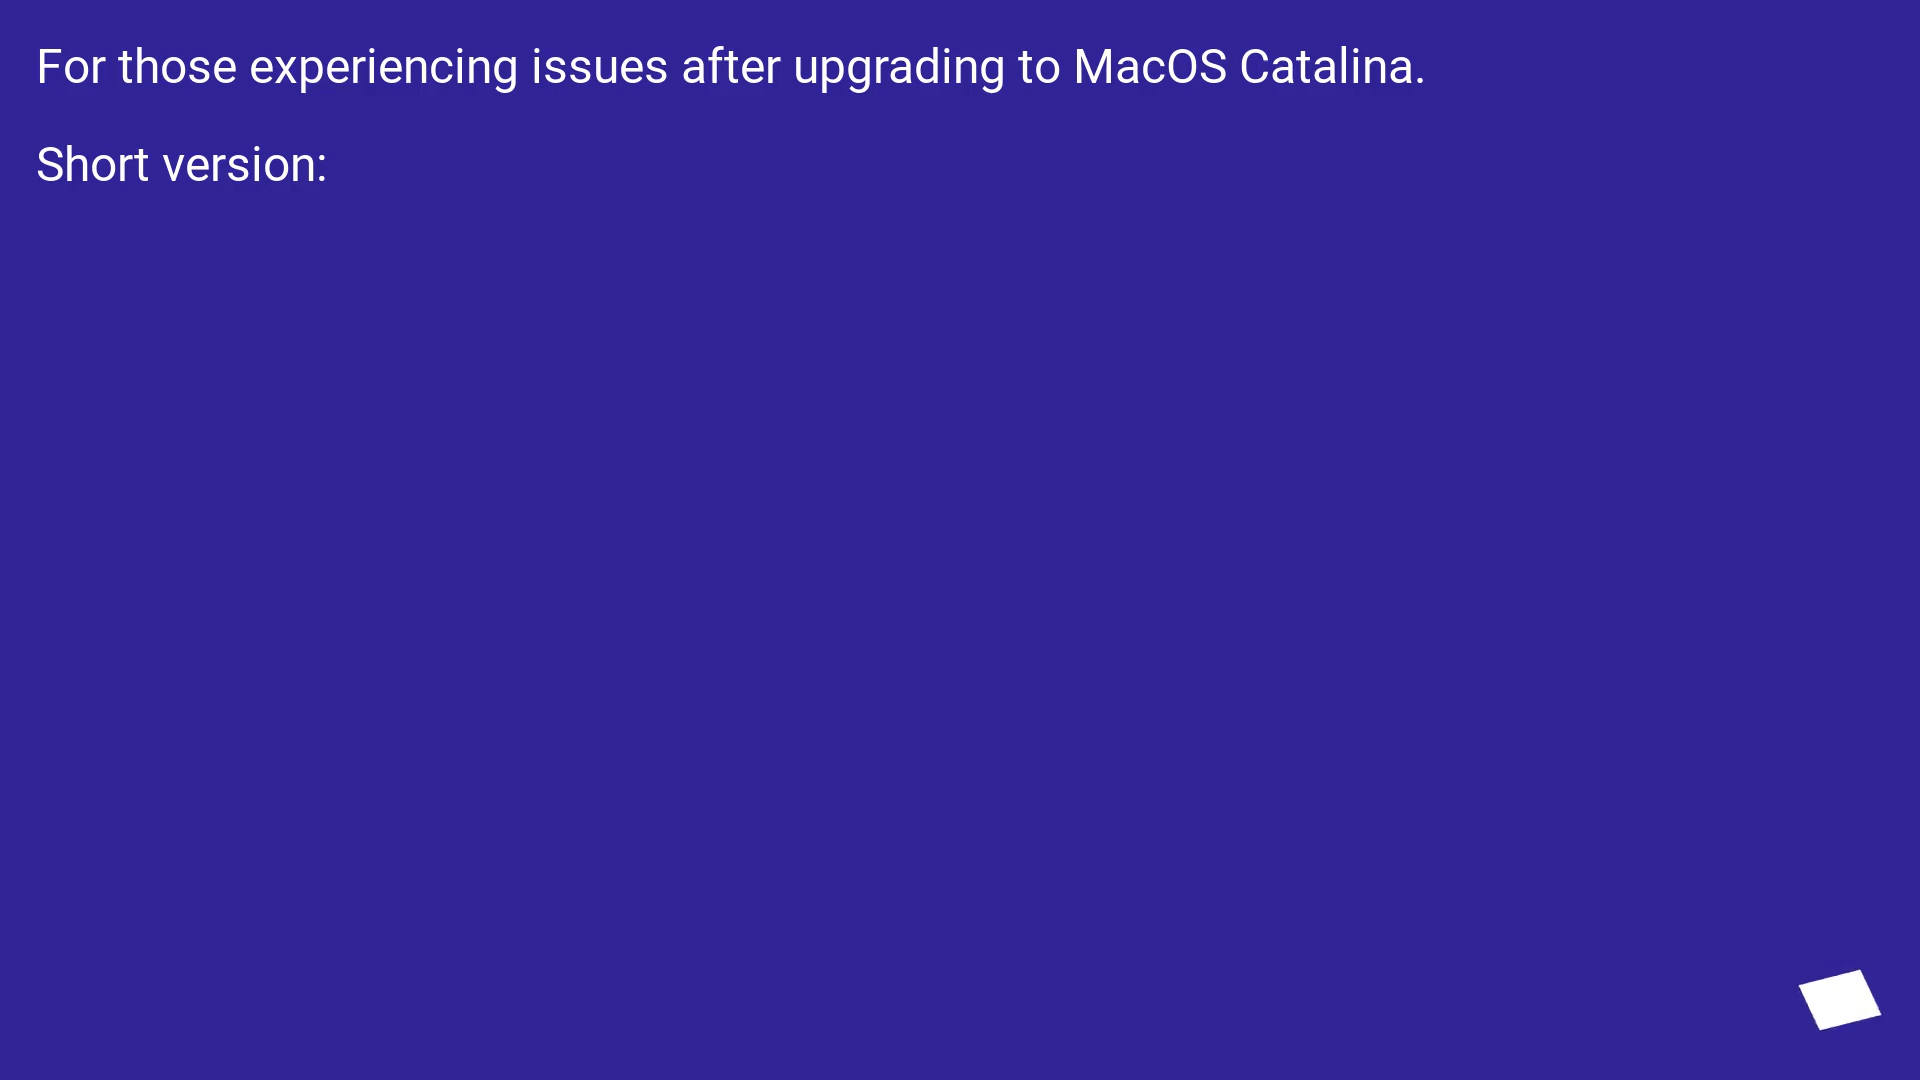 For those experiencing issues after upgrading to MacOS Catalina.
Short version: